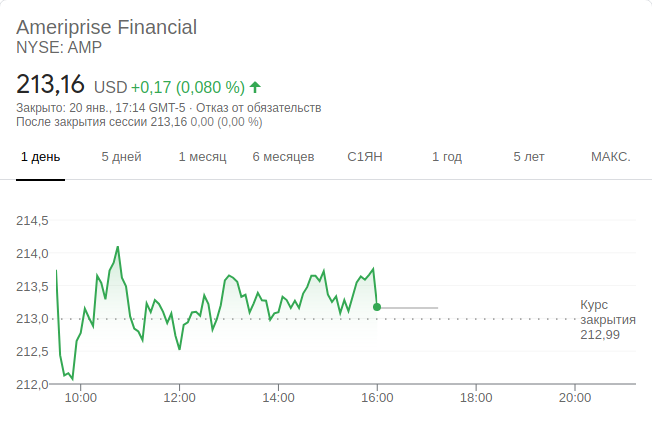 Ameriprise Financial
NYSE: AMP
213,16 USD +0,17 (0,080 %)
Закрыто: 20 янв., 17:14 GMT-5 · Отказ от обязательств
После закрытия сессии 213,16 0,00 (0,00 %)
1 день 5 дней 1 месяц 6 месяцев С1ЯН 1 год 5 лет МАКС.
214,5
214,0
213,5
213,0
212,5
212,0
Курс
закрытия
212,99
10:00 12:00 14:00 16:00 18:00 20:00